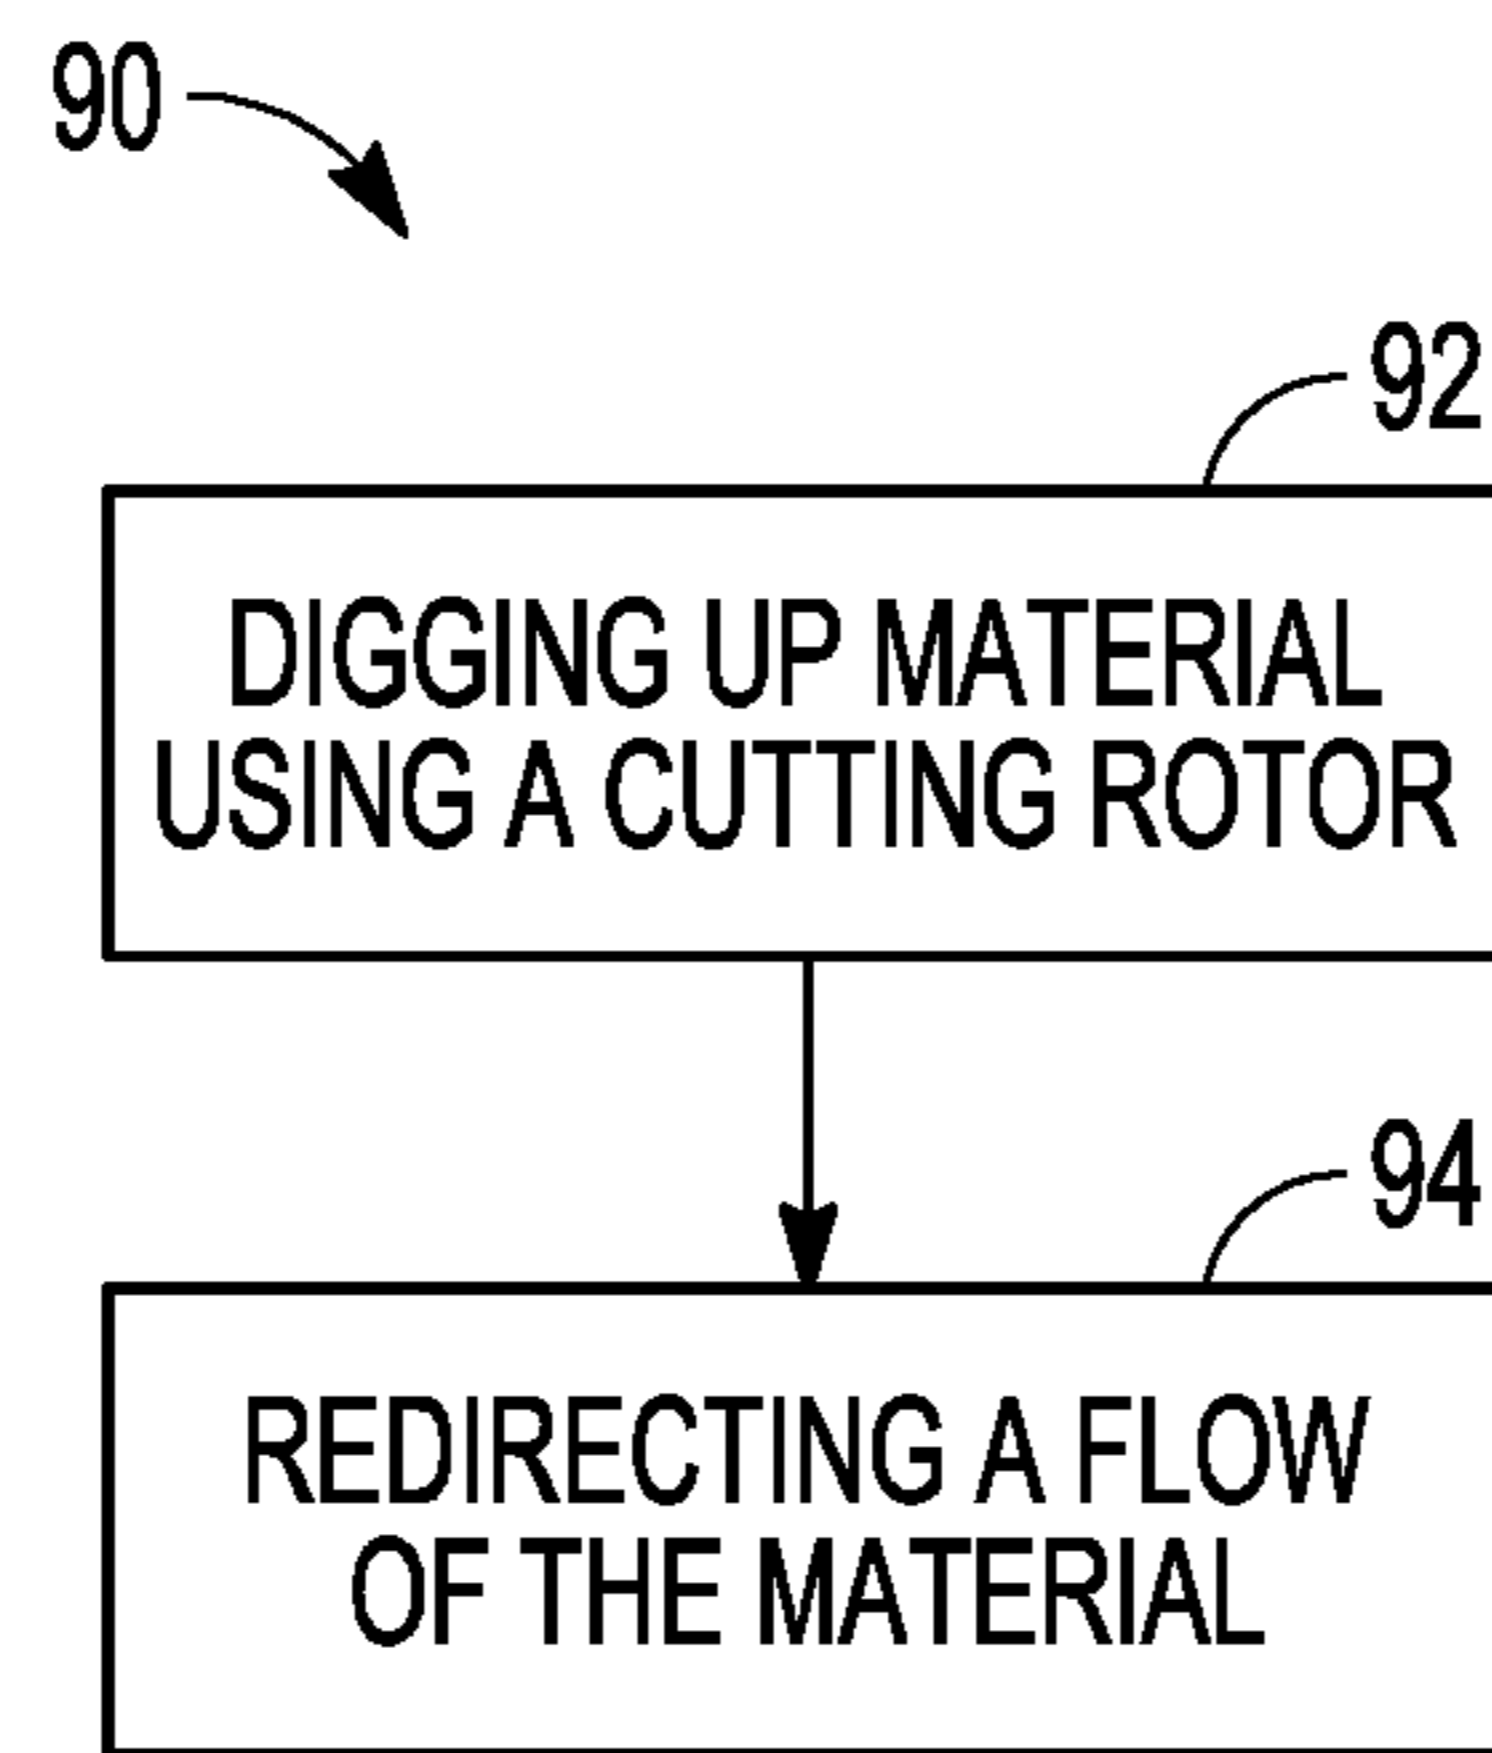 90
92
DIGGING UP MATERIAL
USING A CUTTING ROTOR
94
REDIRECTING A FLOW
OF THE MATERIAL